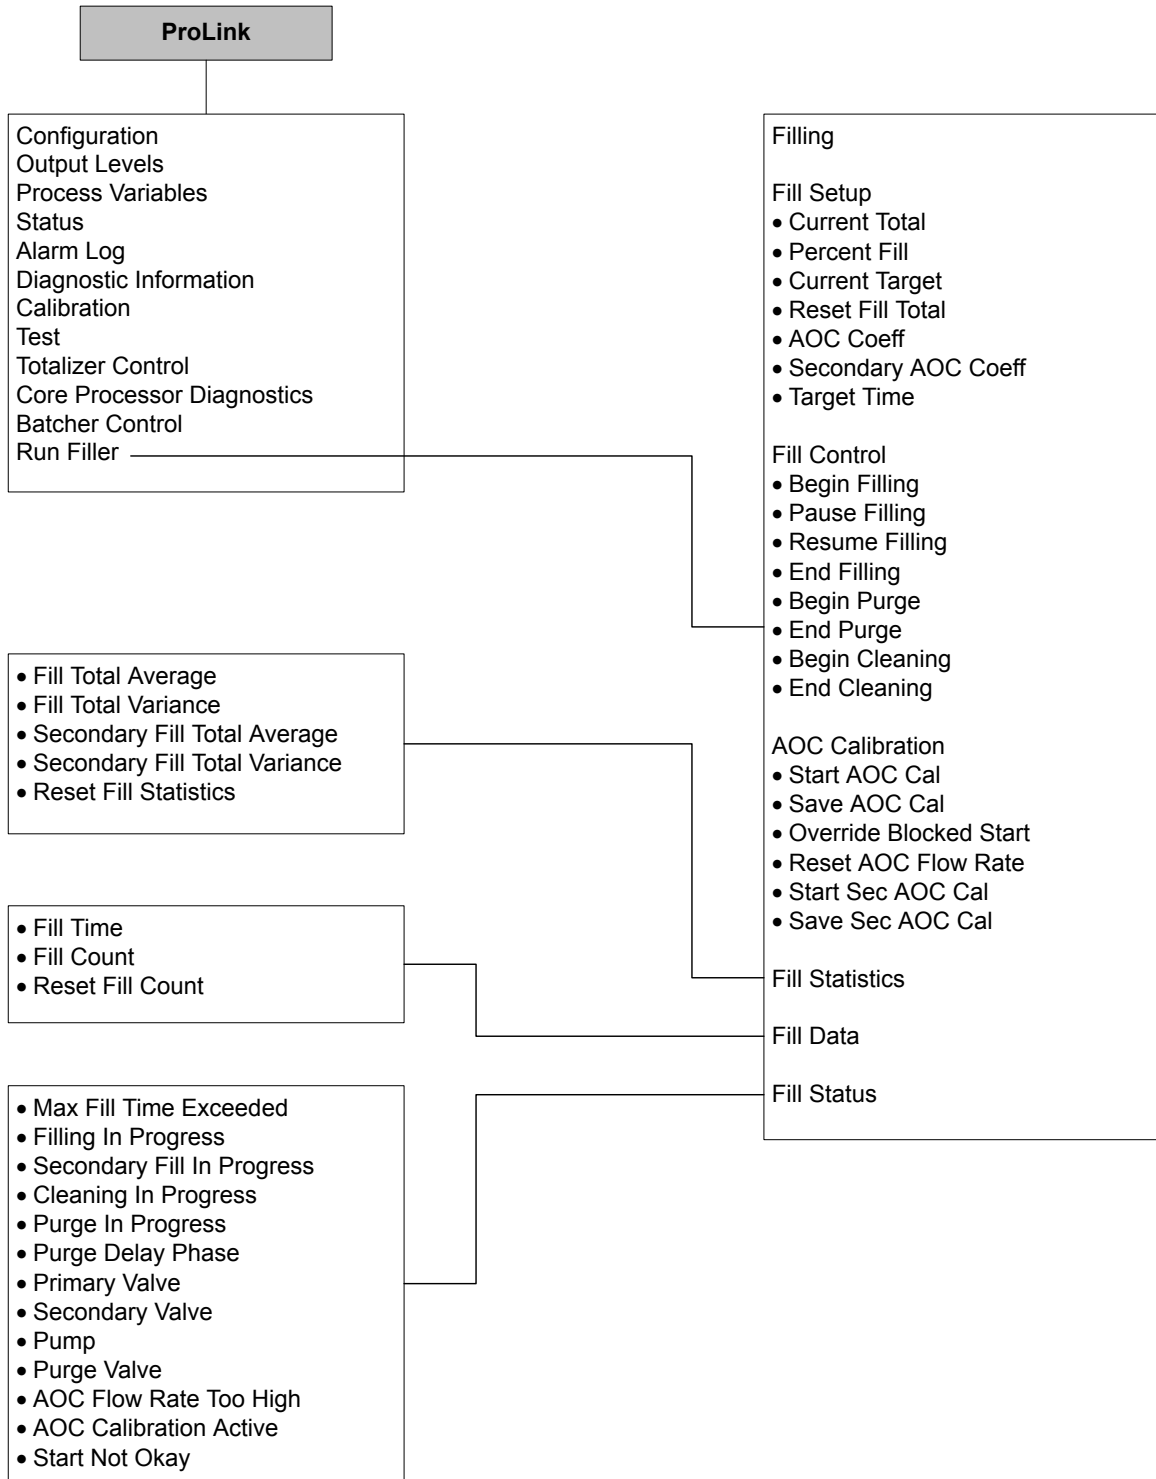 ProLink
Configuration
Output Levels
Process Variables
Status
Alarm Log
Diagnostic Information
Calibration
Test
Totalizer Control
Core Processor Diagnostics
Batcher Control
Run Filler
Filling
Fill Setup
• Current Total
• Percent Fill
• Current Target
• Reset Fill Total
• AOC Coeff
• Secondary AOC Coeff
• Target Time
Fill Control
• Begin Filling
• Pause Filling
• Resume Filling
• End Filling
• Begin Purge
• End Purge
• Begin Cleaning
• End Cleaning
AOC Calibration
• Start AOC Cal
• Save AOC Cal
• Override Blocked Start
• Reset AOC Flow Rate
• Start Sec AOC Cal
• Save Sec AOC Cal
Fill Statistics
Fill Data
Fill Status
• Fill Total Average
• Fill Total Variance
• Secondary Fill Total Average
• Secondary Fill Total Variance
• Reset Fill Statistics
• Fill Time
• Fill Count
• Reset Fill Count
• Max Fill Time Exceeded
• Filling In Progress
• Secondary Fill In Progress
• Cleaning In Progress
• Purge In Progress
• Purge Delay Phase
• Primary Valve
• Secondary Valve
• Pump
• Purge Valve
• AOC Flow Rate Too High
• AOC Calibration Active
• Start Not Okay